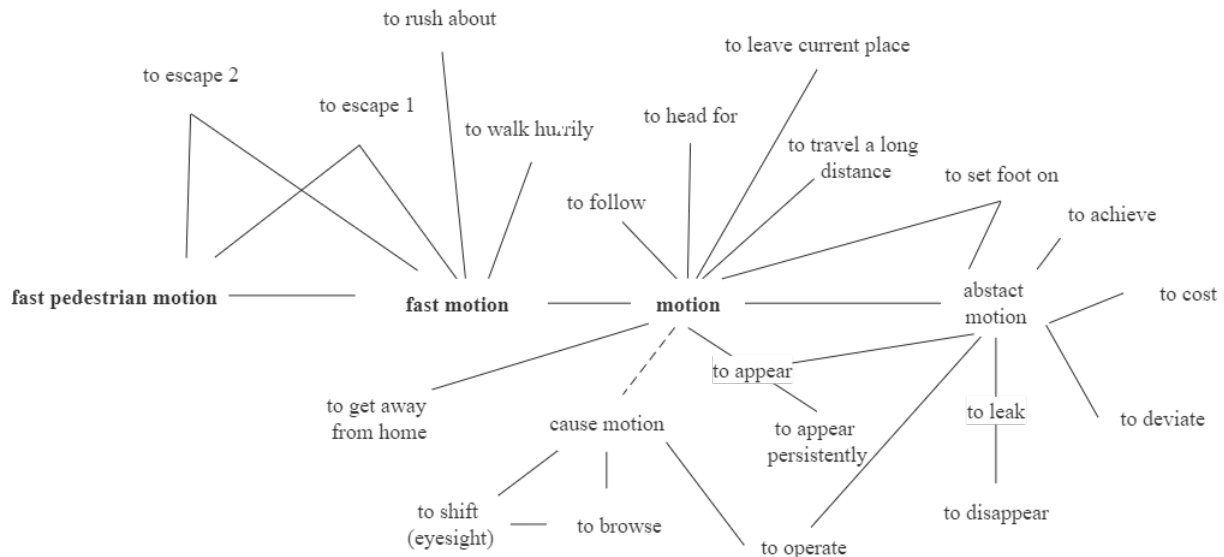 to rush about
to leave current place
to escape 2
to escape 1
to head for
to walk
to travel a long
distance
to set foot on
to follow
to achieve
fast pedestrian motion
fast motion
motion
abstact
motion
to cost
to appear
to get away
from home
cause motion
to appear
persistently
to leak
to deviate
to shift
(eyesight)
to browse
to disappear
to operate